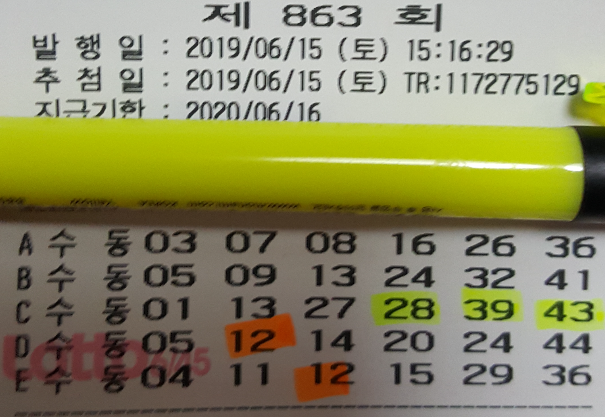 제 863 회
발 행 일 : 2019/06/15 (토) 15:16:29
추 첨 일 : 2019/06/15 (토) TR:1172775129
지급기한 : 2020/06/16
A 수 동 03 07 08 16 26 36
B 수 동 05 09 13 24 32 41
C 수 동 01 13 27 28 39 43
D 수 동 05 12 14 20 24 44
E 수 동 04 11 12 15 29 36
Lotto 6/45